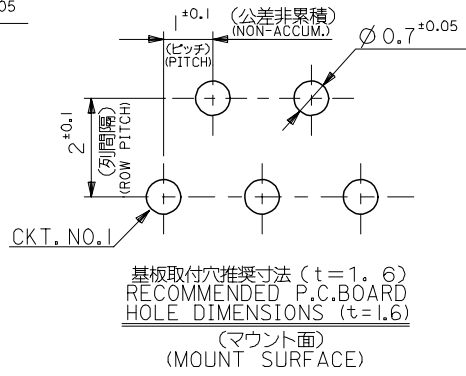 05
1 ±0.1
(公差非累積)
(NON-ACCUM.)
(ピッチ)
(PITCH)
Ø 0.7 ±0.05
2 ±0.1
(列間隔)
(ROW PITCH)
CKT. NO.1
基板取付穴推奨寸法 (t=1. 6)
RECOMMENDED P.C.BOARD
HOLE DIMENSIONS (t=1.6)
(マウント面)
(MOUNT SURFACE)